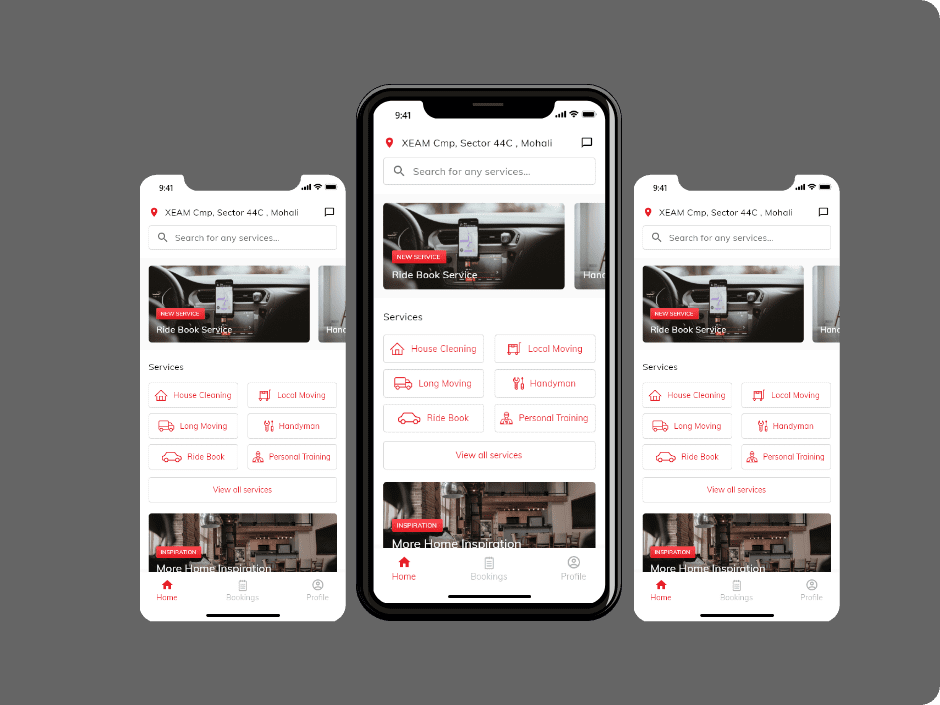 9:41
XEAM Cmp, Sector 44C , Mohali
Search for any services...
NEW SERVICE
Ride Book Service
Hand
Services
House Cleaning
Local Moving
Long Moving
Handyman
Ride Book
Personal Training
View all services
INSPIRATION
More Home Inspiration
Home
Bookings
Profile
9:41
XEAM Cmp, Sector 44C , Mohali
Search for any services...
NEW SERVICE
Ride Book Service
Hand
Services
House Cleaning
Local Moving
Long Moving
Handyman
Ride Book
Personal Training
View all services
INSPIRATION
More Home Inspiration
Home
Bookings
Profile
9:41
XEAM Cmp, Sector 44C , Mohali
Search for any services...
NEW SERVICE
Ride Book Service
Hand
Services
House Cleaning
Local Moving
Long Moving
Handyman
Ride Book
Personal Training
View all services
INSPIRATION
More Home Inspiration
Home
Bookings
Profile